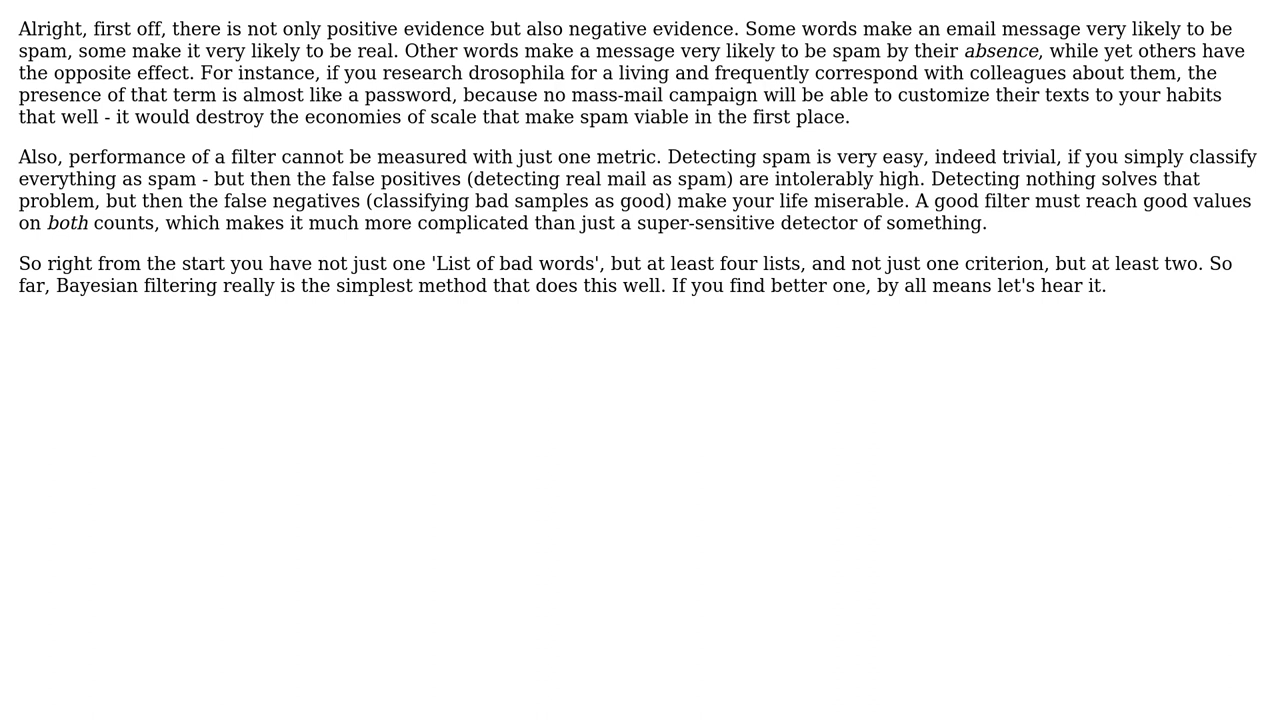 Alright, first off, there is not only positive evidence but also negative evidence. Some words make an email message very likely to be
spam, some make it very likely to be real. Other words make a message very likely to be spam by their absence, while yet others have
the opposite effect. For instance, if you research drosophila for a living and frequently correspond with colleagues about them, the
presence of that term is almost like a password, because no mass-mail campaign will be able to customize their texts to your habits
that well - it would destroy the economies of scale that make spam viable in the first place.
Also, performance of a filter cannot be measured with just one metric. Detecting spam is very easy, indeed trivial, if you simply classify
everything as spam - but then the false positives (detecting real mail as spam) are intolerably high. Detecting nothing solves that
problem, but then the false negatives (classifying bad samples as good) make your life miserable. A good filter must reach good values
on both counts, which makes it much more complicated than just a super-sensitive detector of something.
So right from the start you have not just one 'List of bad words', but at least four lists, and not just one criterion, but at least two. So
far, Bayesian filtering really is the simplest method that does this well. If you find better one, by all means let's hear it.